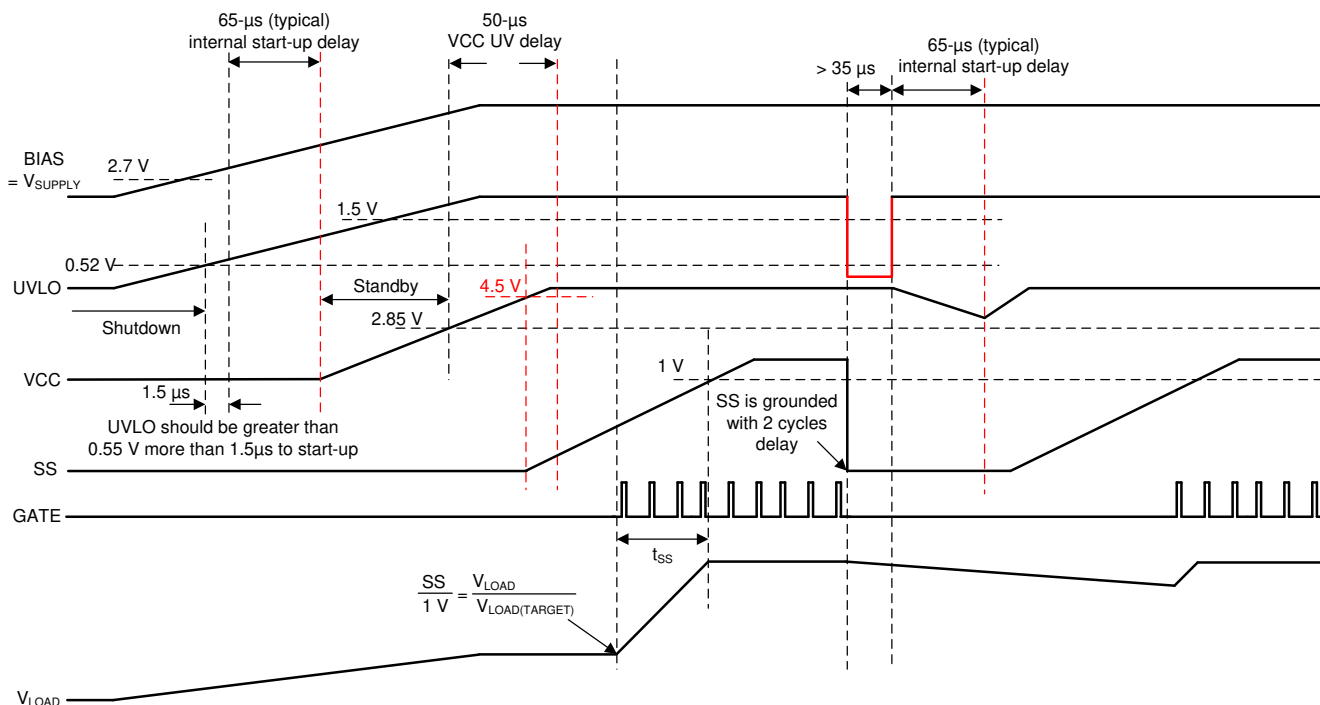 65-µs (typical)
internal start-up delay
50-µs
VCC UV delay
> 35 µs
65-µs (typical)
internal start-up delay
BIAS
= VSUPPLY
2.7 V
1.5 V
0.52 V
UVLO
Shutdown
Standby
4.5 V
2.85 V
VCC
1.5 µs
1 V
UVLO should be greater than
0.55 V more than 1.5µs to start-up
SS is grounded
with 2 cycles
delay
SS
GATE
tSS
SS
1 V
=
VLOAD
VLOAD(TARGET)
VLOAD